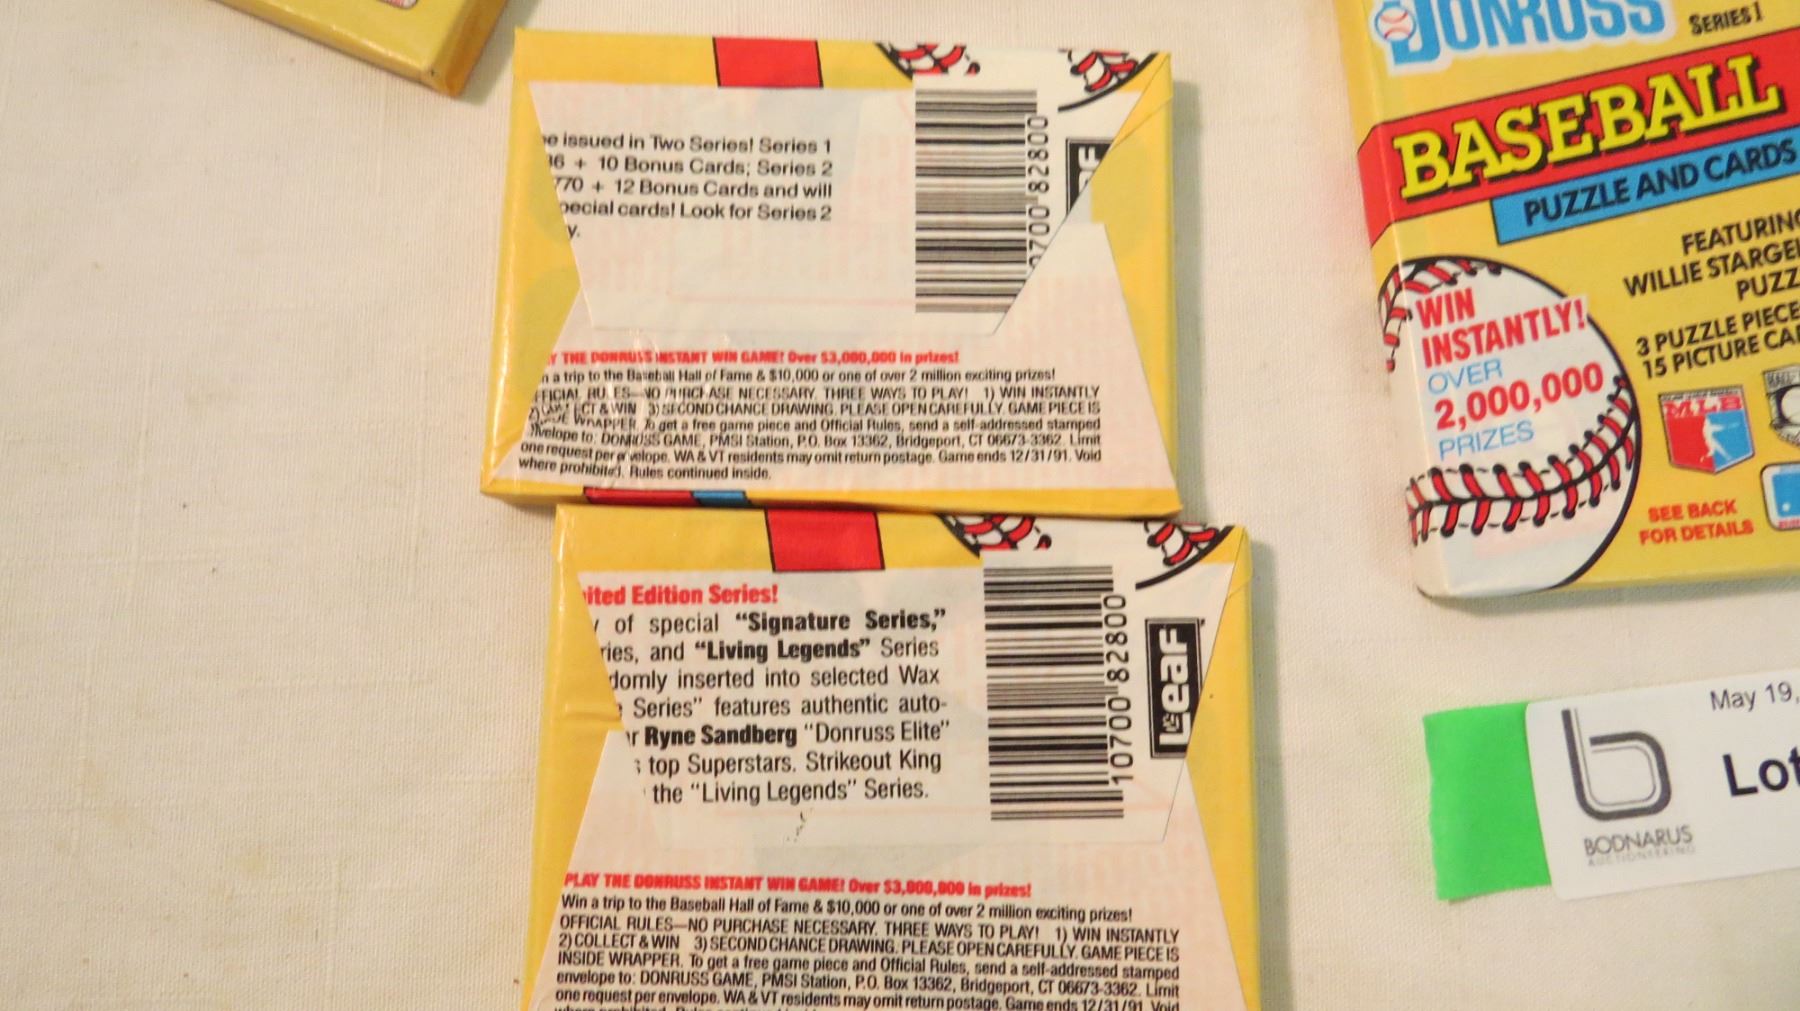 e issued in Two Series! Series 1
36 + 10 Bonus Cards; Series 2
770 + 12 Bonus Cards and will
pecial cards! Look for Series 2
y.
0700 82800
AF
Y THE DONRUSS INSTANT WIN GAME! Over $3,000,000 in prizes!
n a trip to the Baseball Hall of Fame & $10,000 or one of over 2 million exciting prizes!
FFICIAL RULES—NO PURCHASE NECESSARY. THREE WAYS TO PLAY! 1) WIN INSTANTLY
2) COLLECT & WIN 3) SECOND CHANCE DRAWING. PLEASE OPEN CAREFULLY. GAME PIECE IS
WRAPPER. To get a free game piece and Official Rules, send a self-addressed stamped
nvelope to: DONRUSS GAME, PMSI Station, P.O. Box 13362, Bridgeport, CT 06673-3362. Limit
one request per envelope. WA & VT residents may omit return postage. Game ends 12/31/91. Void
where prohibited. Rules continued inside.
ited Edition Series!
of special “Signature Series,”
ries, and “Living Legends” Series
domly inserted into selected Wax
Series” features authentic auto-
r Ryne Sandberg “Donruss Elite”
top Superstars. Strikeout King
the “Living Legends” Series.
10700 82800
Leaf
PLAY THE DONRUSS INSTANT WIN GAME! Over $3,000,000 in prizes!
Win a trip to the Baseball Hall of Fame & $10,000 or one of over 2 million exciting prizes!
OFFICIAL RULES—NO PURCHASE NECESSARY. THREE WAYS TO PLAY! 1) WIN INSTANTLY
2) COLLECT & WIN 3) SECOND CHANCE DRAWING. PLEASE OPEN CAREFULLY. GAME PIECE IS
INSIDE WRAPPER. To get a free game piece and Official Rules, send a self-addressed stamped
envelope to: DONRUSS GAME, PMSI Station, P.O. Box 13362, Bridgeport, CT 06673-3362. Limit
one request per envelope. WA & VT residents may omit return postage. Game ends 12/31/91. Void
DONRUSS SERIES 1
BASEBALL
PUZZLE AND CARDS
FEATURING
WILLIE STARGEL
PUZZ
3 PUZZLE PIECE
15 PICTURE CA
WIN
INSTANTLY!
OVER
2,000,000
PRIZES
MLB
SEE BACK
FOR DETAILS
May 19,
Lot
BODNARUS
AUCTIONEERING